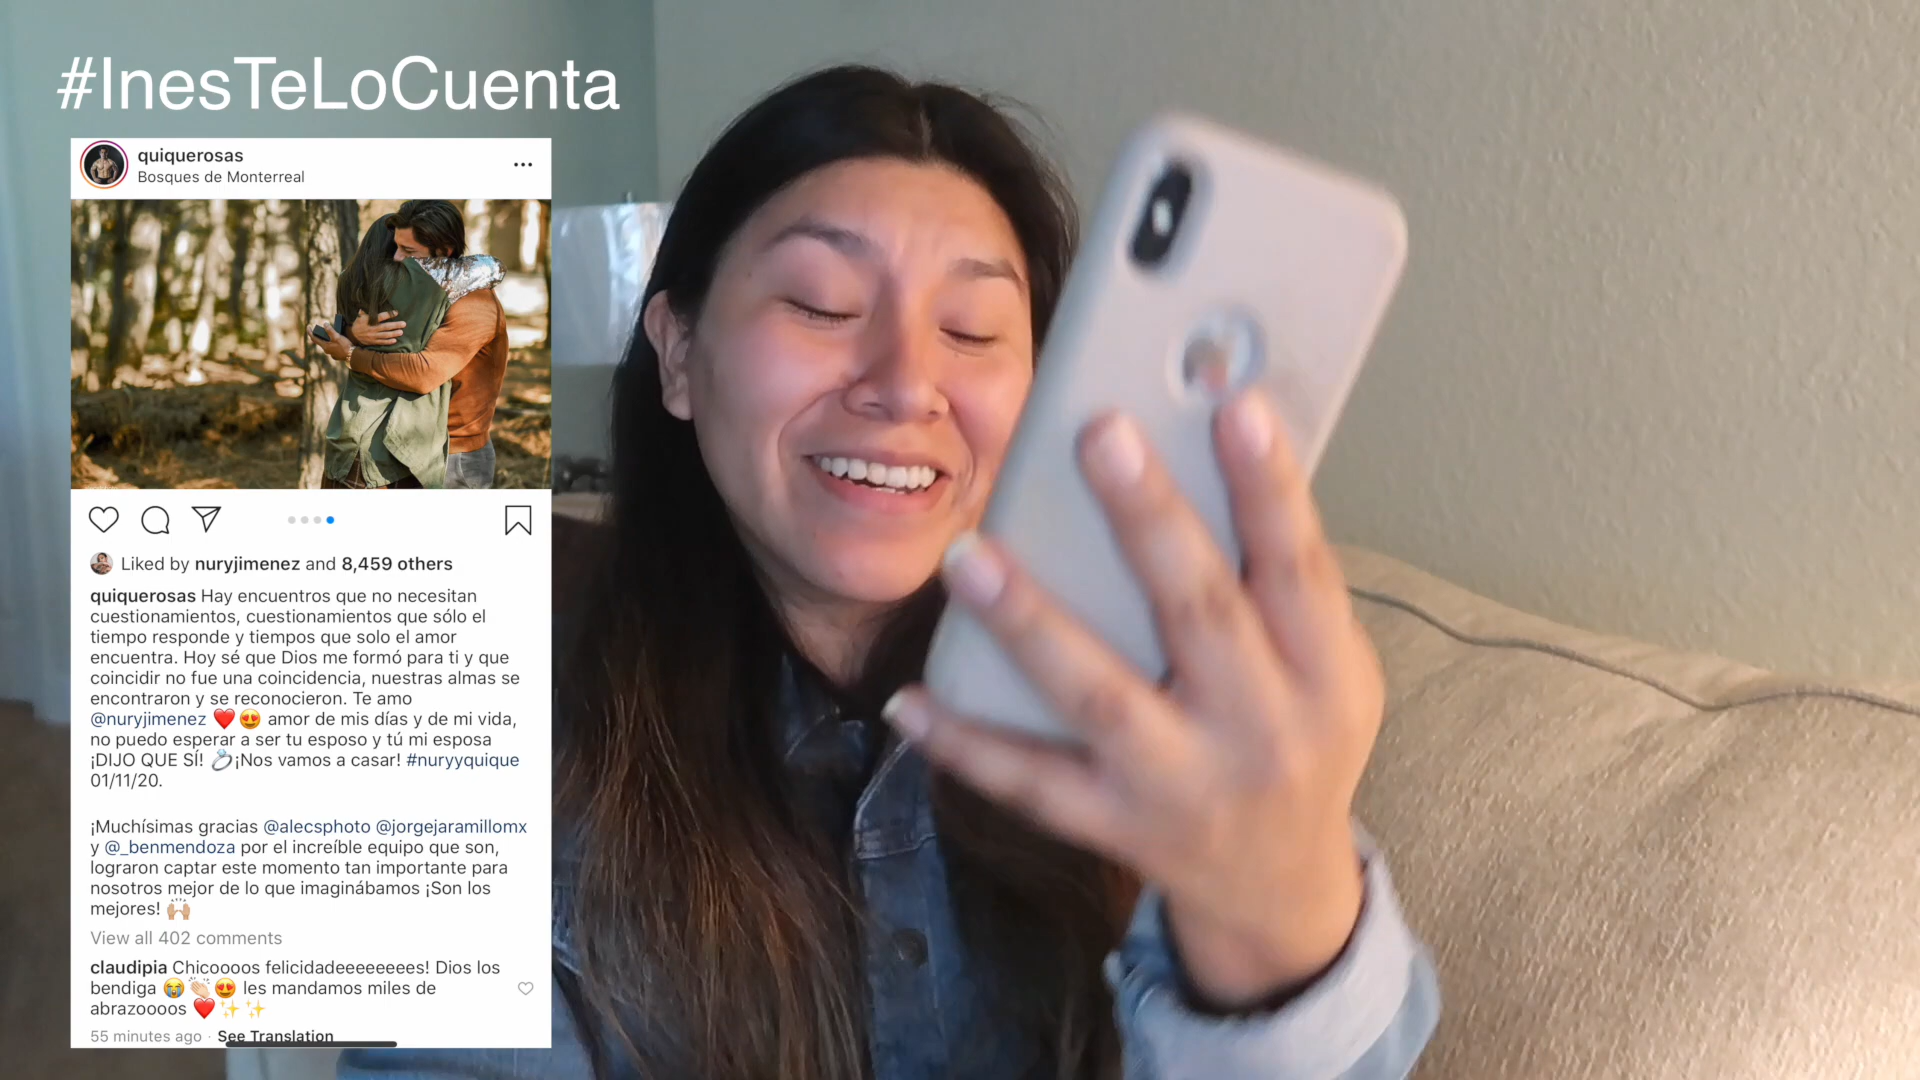 #InesTeLoCuenta
quiquerosas
Bosques de Monterreal
Liked by nuryjimenez and 8,459 others
quiquerosas Hay encuentros que no necesitan
cuestionamientos, cuestionamientos que sólo el
tiempo responde y tiempos que solo el amor
encuentra. Hoy sé que Dios me formó para ti y que
coincidir no fue una coincidencia, nuestras almas se
encontraron y se reconocieron. Te amo
@nuryjimenez ❤️😍 amor de mis días y de mi vida,
no puedo esperar a ser tu esposo y tú mi esposa
¡DIJO QUE SÍ! 💍¡Nos vamos a casar! #nuryyquique
01/11/20.
¡Muchísimas gracias @alecsphoto @jorgejaramillomx
y @_benmendoza por el increíble equipo que son,
lograron captar este momento tan importante para
nosotros mejor de lo que imaginábamos ¡Son los
mejores! 🙌🏼
View all 402 comments
claudipia Chicoooos felicidadeeeeeeees! Dios los
bendiga 😭👏🏻😍 les mandamos miles de
abrazoooos ❤️✨✨
55 minutes ago · See Translation